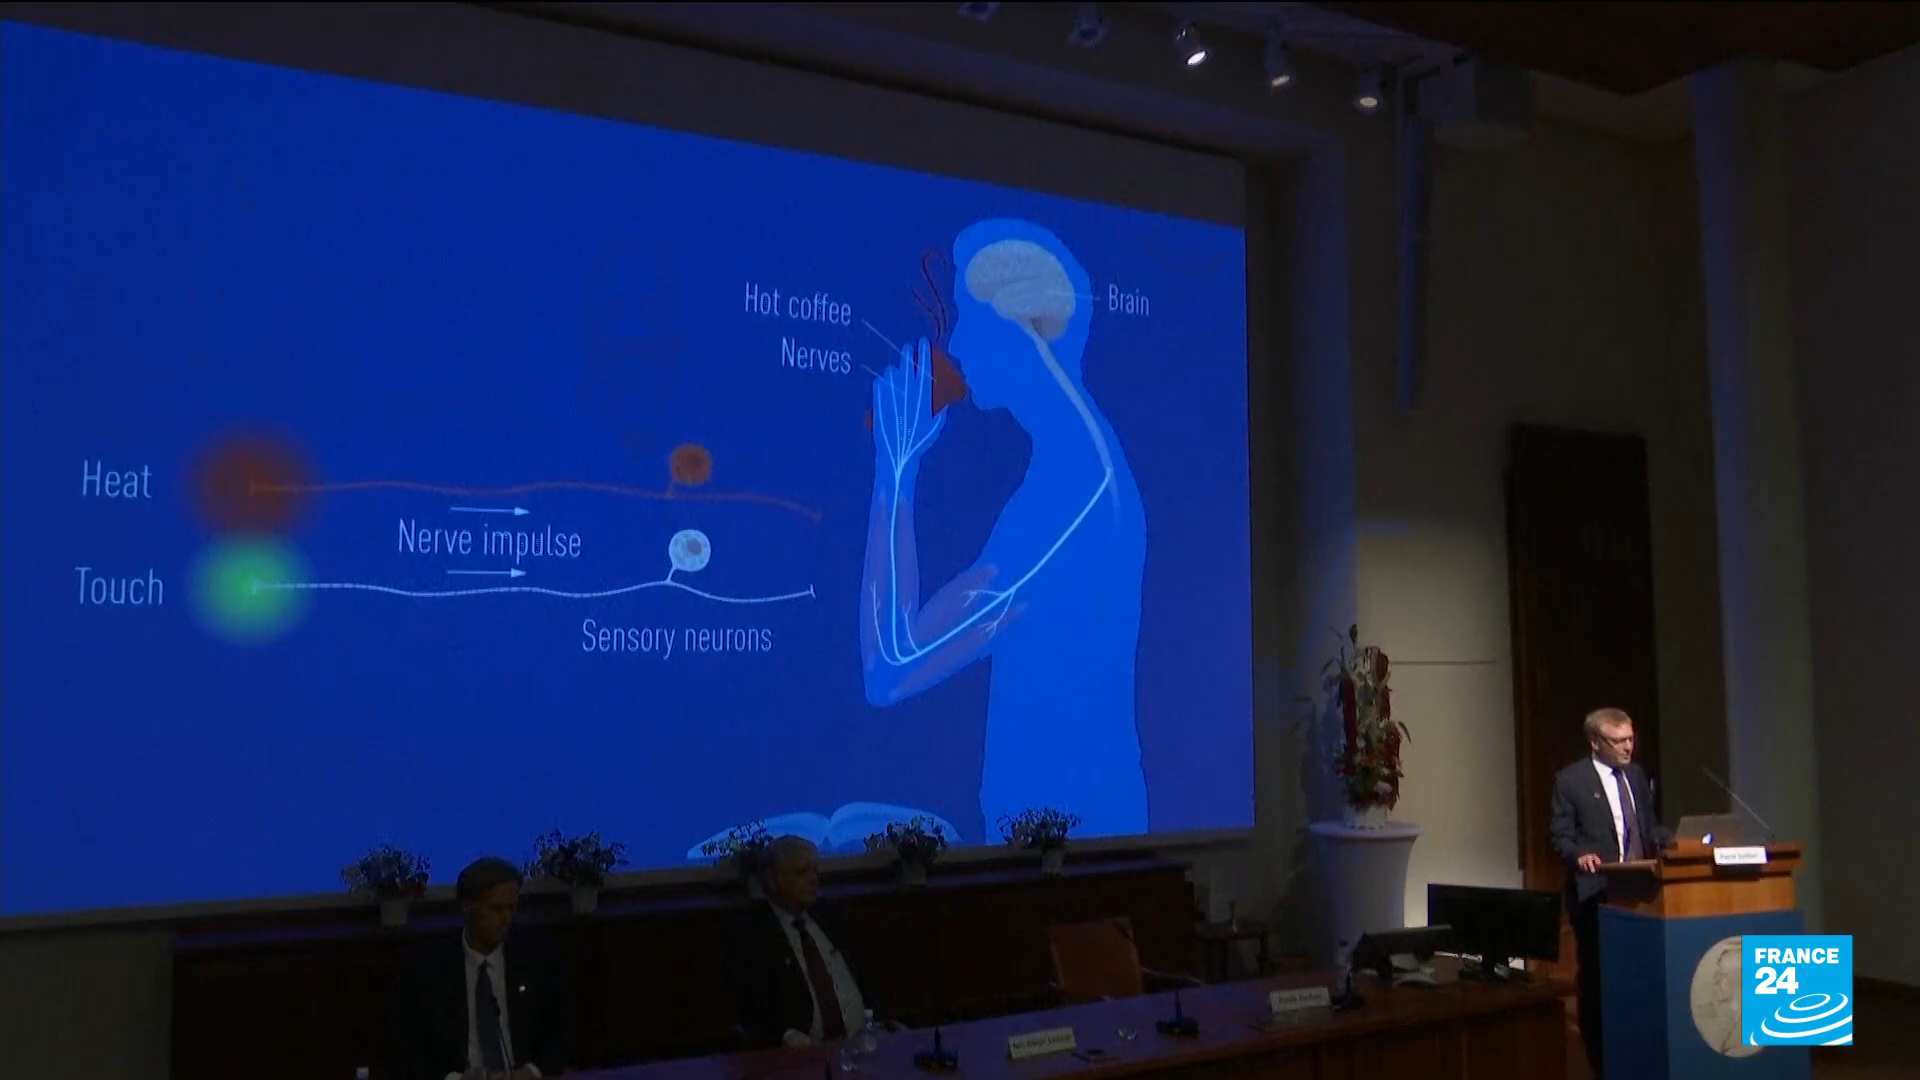 Hot coffee
Brain
Nerves
Heat
Nerve impulse
Touch
Sensory neurons
FRANCE
24